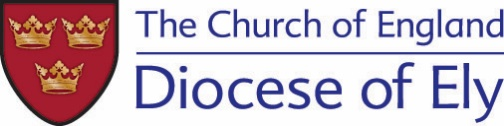 The Church of England
Diocese of Ely